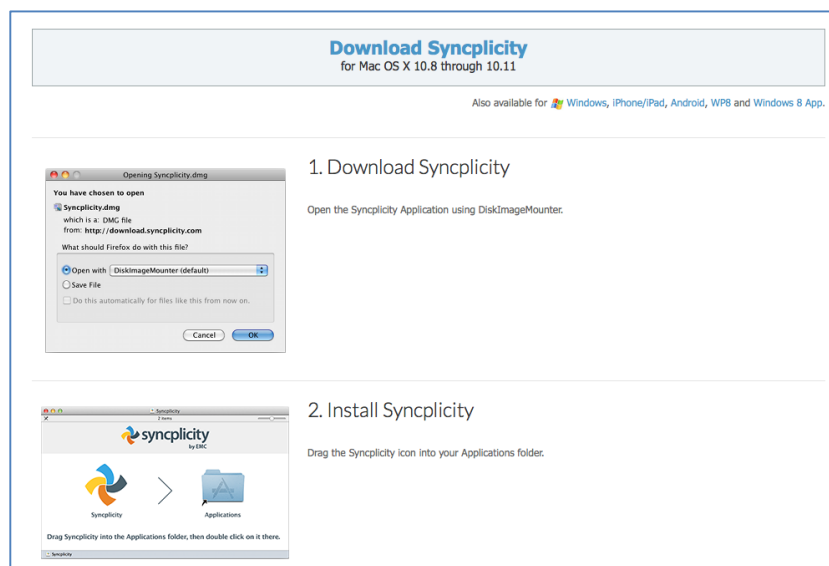 Download Syncplicity
for Mac OS X 10.8 through 10.11
Also available for Windows, iPhone/iPad, Android, WP8 and Windows 8 App.
Opening Syncplicity.dmg
You have chosen to open
Syncplicity.dmg
which is a: DMG file
from: http://download.syncplicity.com
What should Firefox do with this file?
Open with DiskImageMounter (default)
Save File
Do this automatically for files like this from now on.
Cancel OK
1. Download Syncplicity
Open the Syncplicity Application using DiskImageMounter.
Syncplicity
2 items
syncplicity
by EMC
Syncplicity Applications
Drag Syncplicity into the Applications folder, then double click on it there.
Syncplicity
2. Install Syncplicity
Drag the Syncplicity icon into your Applications folder.